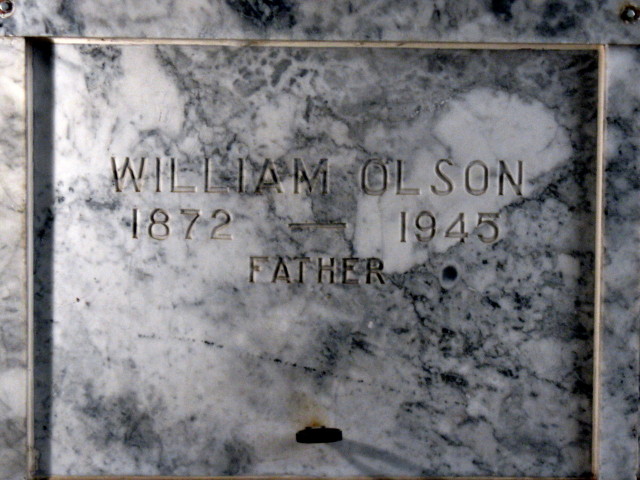 WILLIAM OLSON
1872 — 1945
FATHER